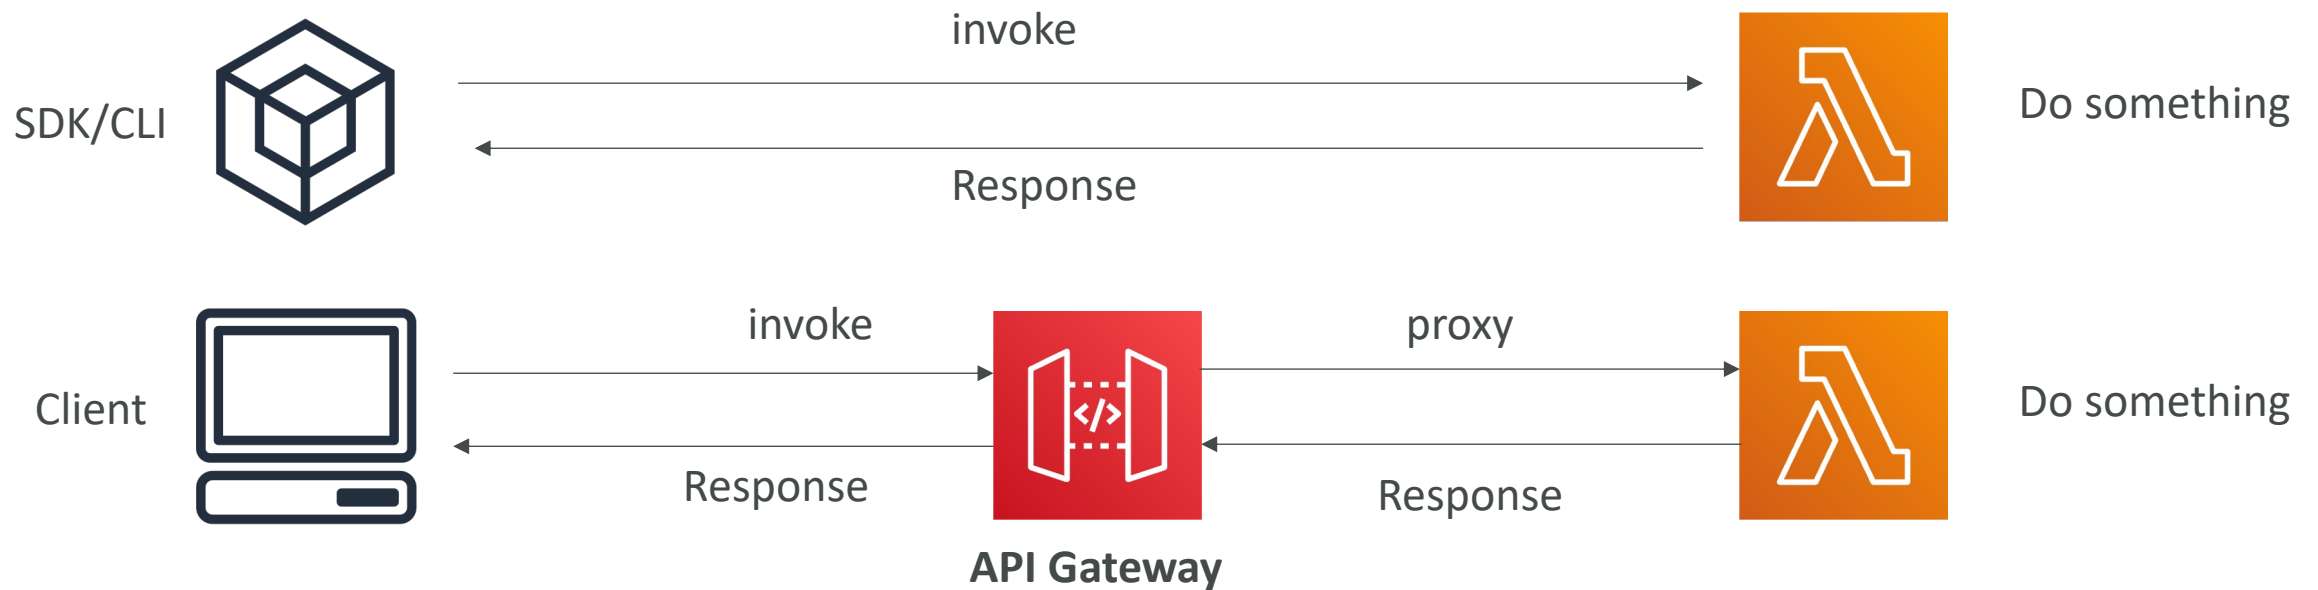 invoke
SDK/CLI
Do something
Response
invoke
proxy
Client
Do something
</>
Response
Response
API Gateway